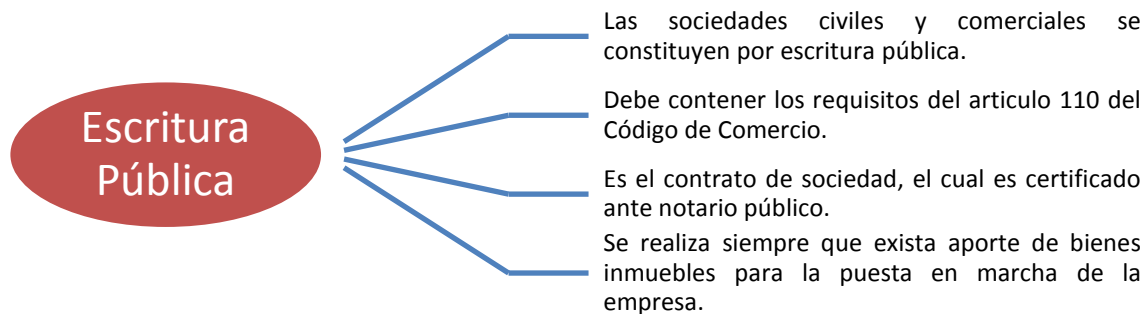 Escritura
Pública
Las sociedades civiles y comerciales se
constituyen por escritura pública.
Debe contener los requisitos del articulo 110 del
Código de Comercio.
Es el contrato de sociedad, el cual es certificado
ante notario público.
Se realiza siempre que exista aporte de bienes
inmuebles para la puesta en marcha de la
empresa.